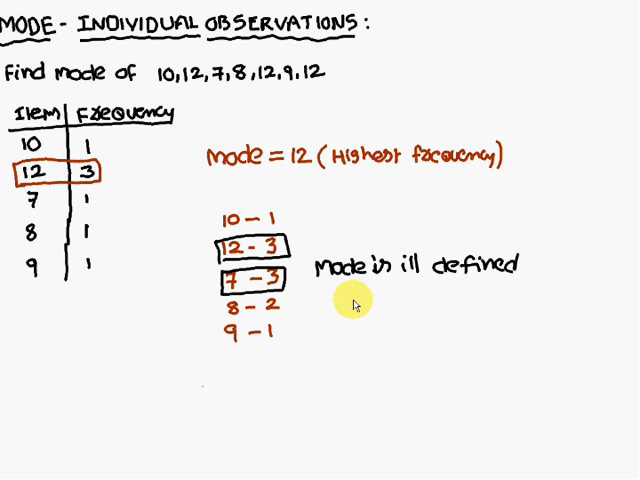 MODE - INDIVIDUAL OBSERVATIONS :
Find mode of 10,12,7,8,12,9,12
Item Frequency
10 1
12 3
7 1
8 1
9 1
mode = 12 (Highest frequency)
10 - 1
12 - 3
7 - 3
8 - 2
9 - 1
Mode is ill defined